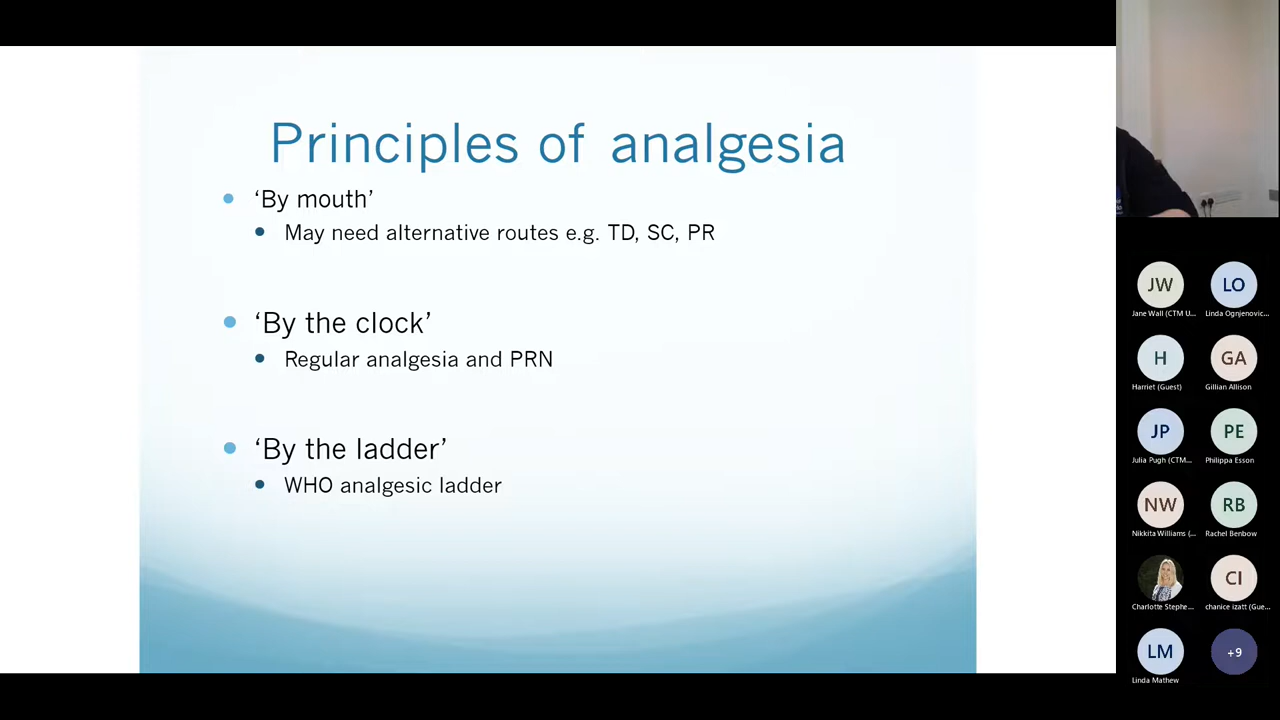 Principles of analgesia
‘By mouth’
May need alternative routes e.g. TD, SC, PR
‘By the clock’
Regular analgesia and PRN
‘By the ladder’
WHO analgesic ladder
JW
LO
Jane Wall (CTM U...
Linda Ognjenovic...
H
GA
Harriet (Guest)
Gillian Allison
JP
PE
Julia Pugh (CTM...
Philippa Esson
NW
RB
Nikkita Williams (...
Rachel Benbow
CI
Charlotte Stephe...
chanice izatt (Gue...
LM
+9
Linda Mathew